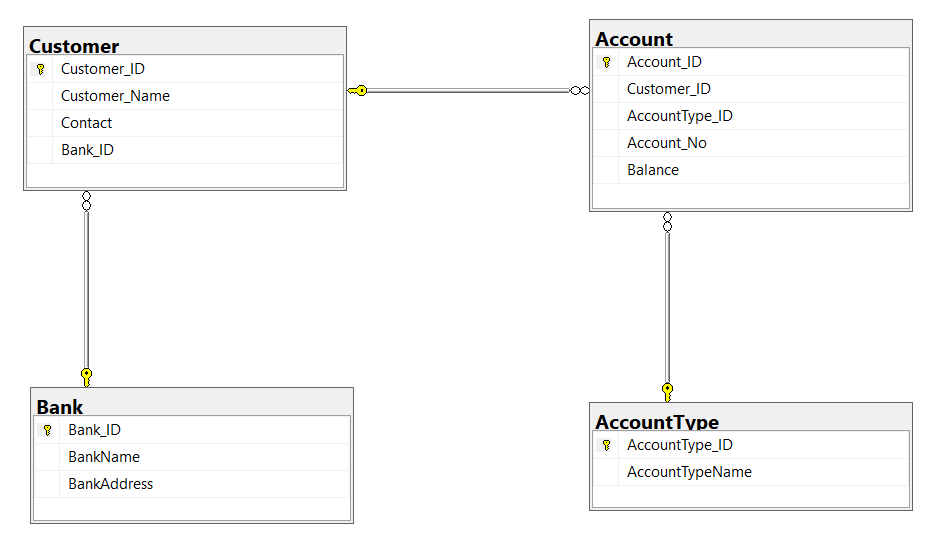 Customer
Customer_ID
Customer_Name
Contact
Bank_ID
Account
Account_ID
Customer_ID
AccountType_ID
Account_No
Balance
Bank
Bank_ID
BankName
BankAddress
AccountType
AccountType_ID
AccountTypeName